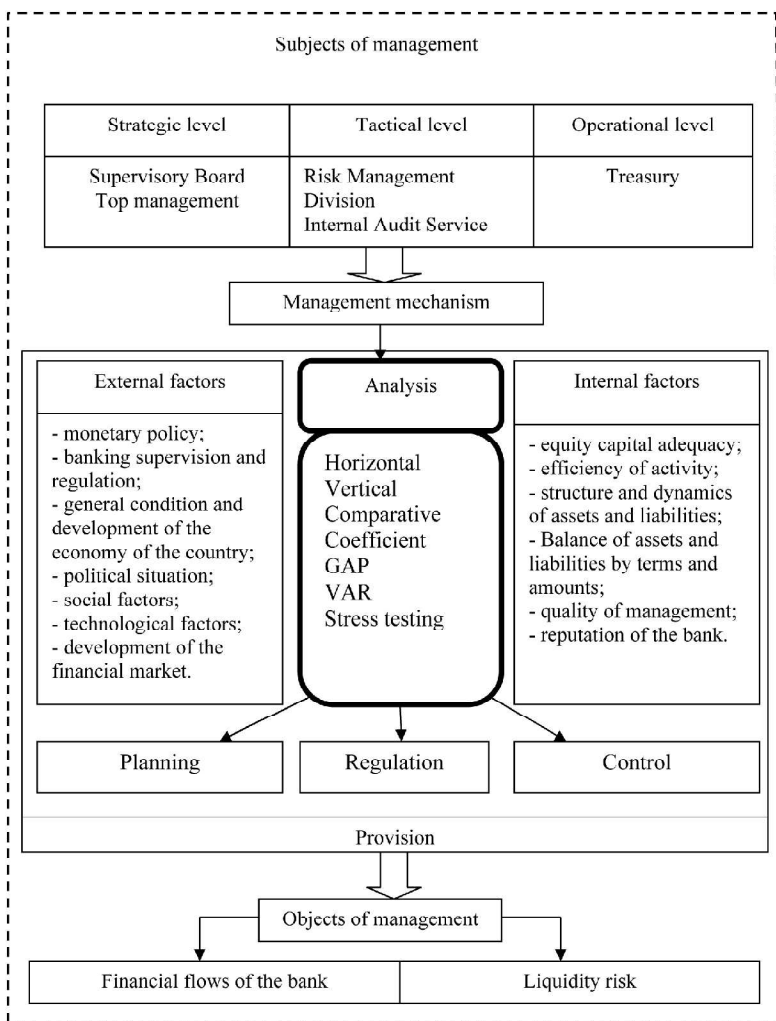 Subjects of management
Strategic level
Tactical level
Operational level
Supervisory Board
Top management
Risk Management
Division
Internal Audit Service
Treasury
Management mechanism
External factors
- monetary policy;
- banking supervision and
regulation;
- general condition and
development of the
economy of the country;
- political situation;
- social factors;
- technological factors;
- development of the
financial market.
Analysis
Horizontal
Vertical
Comparative
Coefficient
GAP
VAR
Stress testing
Internal factors
- equity capital adequacy;
- efficiency of activity;
- structure and dynamics
of assets and liabilities;
- Balance of assets and
liabilities by terms and
amounts;
- quality of management;
- reputation of the bank.
Planning
Regulation
Control
Provision
Objects of management
Financial flows of the bank
Liquidity risk